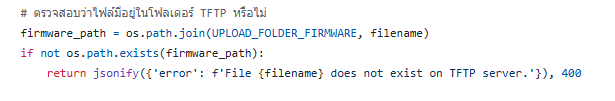 # ตรวจสอบว่าไฟล์มีอยู่ในโฟลเดอร์ TFTP หรือไม่
firmware_path = os.path.join(UPLOAD_FOLDER_FIRMWARE, filename)
if not os.path.exists(firmware_path):
    return jsonify({'error': f'File {filename} does not exist on TFTP server.'}), 400